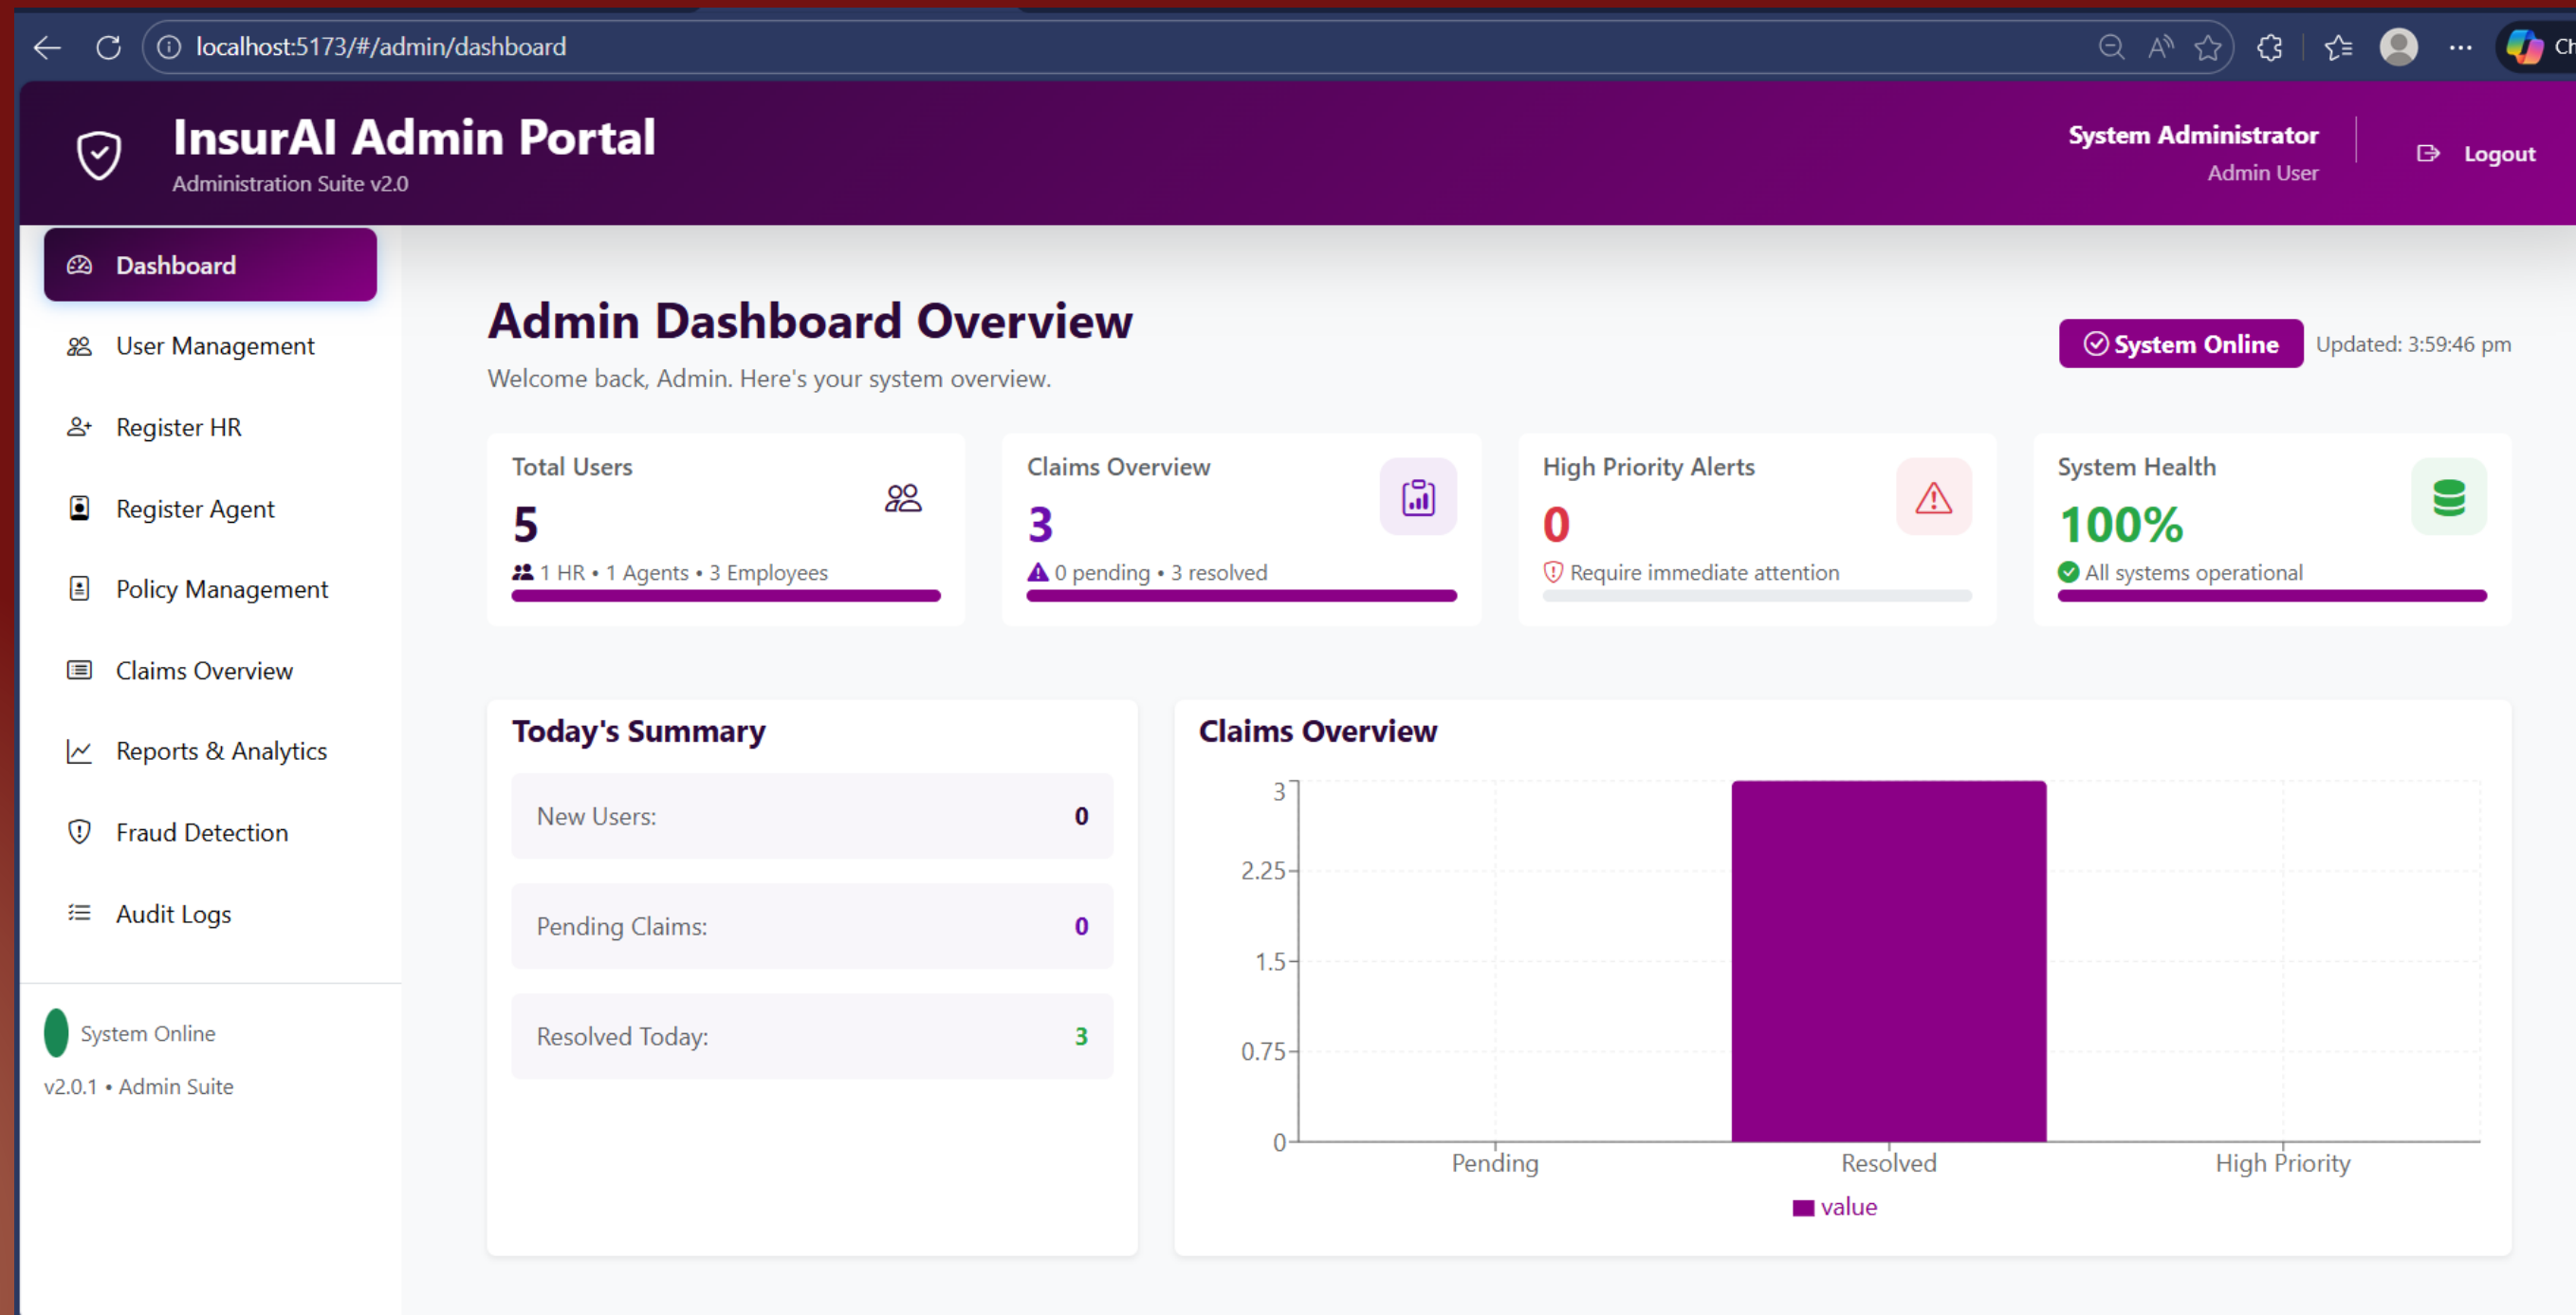 localhost:5173/#/admin/dashboard
InsurAI Admin Portal
Administration Suite v2.0
System Administrator
Admin User
Logout
Dashboard
User Management
Register HR
Register Agent
Policy Management
Claims Overview
Reports & Analytics
Fraud Detection
Audit Logs
System Online
v2.0.1 • Admin Suite
Admin Dashboard Overview
Welcome back, Admin. Here's your system overview.
System Online
Updated: 3:59:46 pm
Total Users
5
1 HR • 1 Agents • 3 Employees
Claims Overview
3
0 pending • 3 resolved
High Priority Alerts
0
Require immediate attention
System Health
100%
All systems operational
Today's Summary
New Users: 0
Pending Claims: 0
Resolved Today: 3
Claims Overview
3
2.25
1.5
0.75
0
Pending Resolved High Priority
value